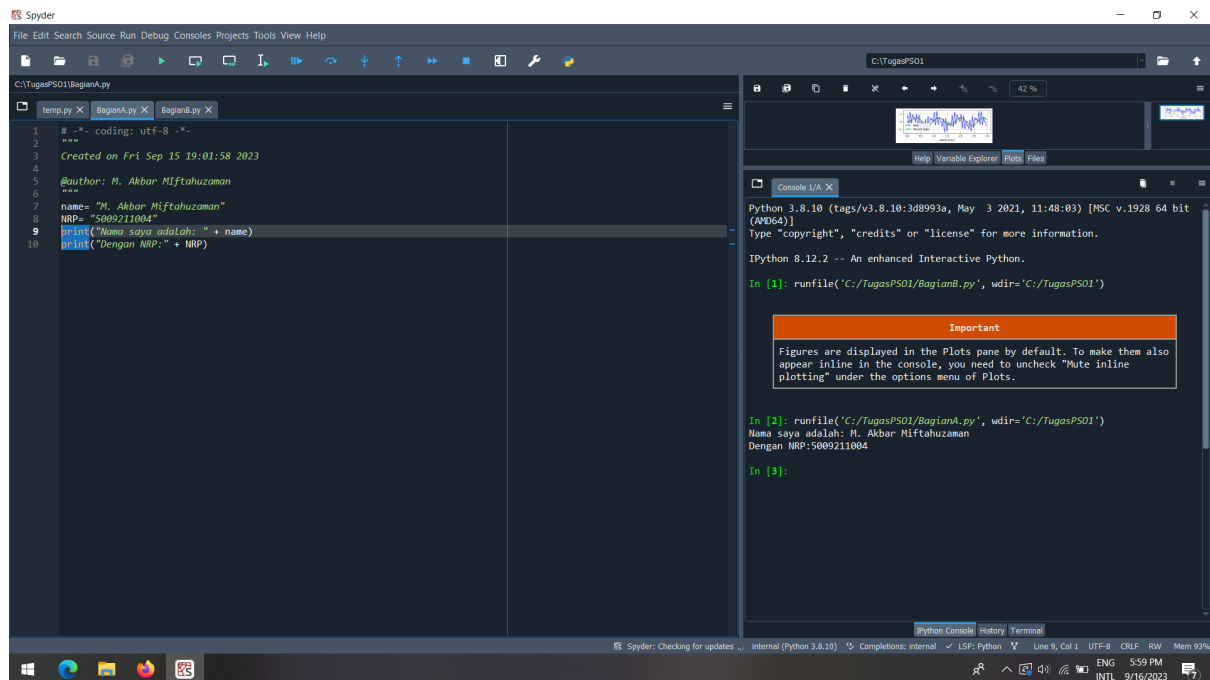 Spyder
File Edit Search Source Run Debug Consoles Projects Tools View Help
C:\TugasPSO1
C:\TugasPSO1\BagianA.py
temp.py
BagianA.py
BagianB.py
1 # -*- coding: utf-8 -*-
2 """
3 Created on Fri Sep 15 19:01:58 2023
4
5 @author: M. Akbar MIftahuzaman
6 """
7 name= "M. Akbar Miftahuzaman"
8 NRP= "5009211004"
9 print("Nama saya adalah: " + name)
10 print("Dengan NRP:" + NRP)
42 %
Help Variable Explorer Plots Files
Console 1/A
Python 3.8.10 (tags/v3.8.10:3d8993a, May  3 2021, 11:48:03) [MSC v.1928 64 bit
(AMD64)]
Type "copyright", "credits" or "license" for more information.
IPython 8.12.2 -- An enhanced Interactive Python.
In [1]: runfile('C:/TugasPSO1/BagianB.py', wdir='C:/TugasPSO1')
Important
Figures are displayed in the Plots pane by default. To make them also
appear inline in the console, you need to uncheck "Mute inline
plotting" under the options menu of Plots.
In [2]: runfile('C:/TugasPSO1/BagianA.py', wdir='C:/TugasPSO1')
Nama saya adalah: M. Akbar Miftahuzaman
Dengan NRP:5009211004
In [3]:
IPython Console History Terminal
Spyder: Checking for updates ... internal (Python 3.8.10) Completions: internal LSP: Python Line 9, Col 1 UTF-8 CRLF RW Mem 93%
ENG
INTL
5:59 PM
9/16/2023
7